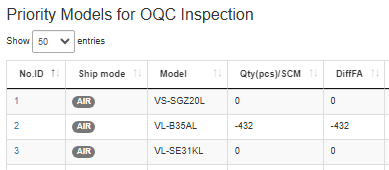 Priority Models for OQC Inspection
Show 50 entries
No.ID Ship mode Model Qty(pcs)/SCM DiffFA
1 AIR VS-SGZ20L 0 0
2 AIR VL-B35AL -432 -432
3 AIR VL-SE31KL 0 0